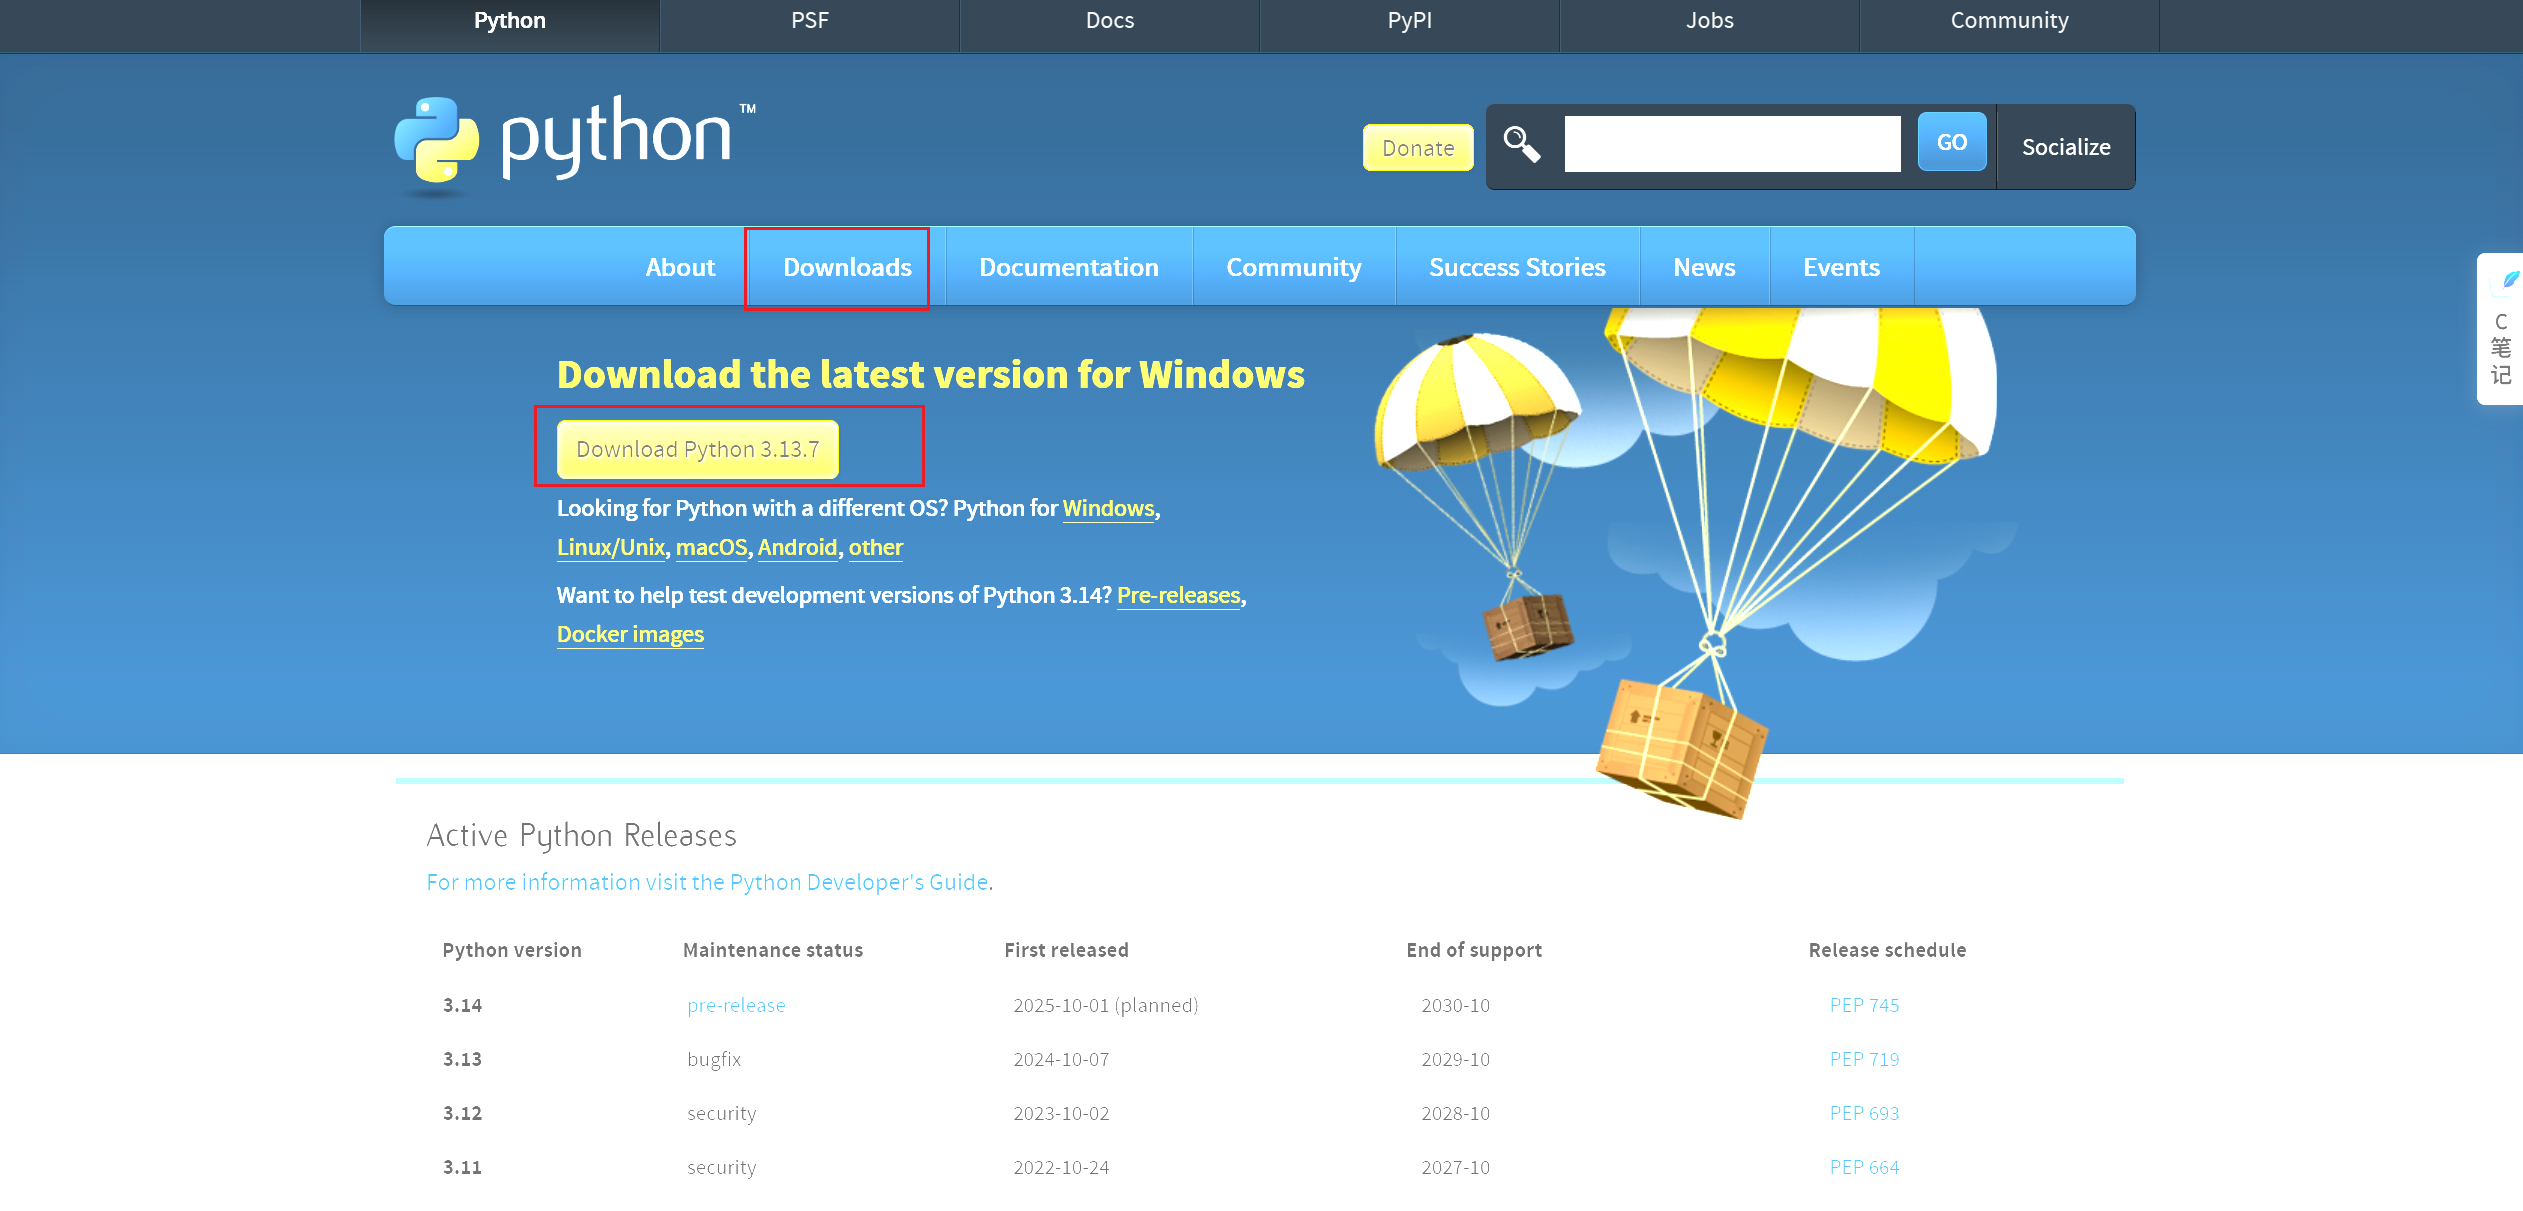 Python PSF Docs PyPI Jobs Community
python™
Donate GO Socialize
About Downloads Documentation Community Success Stories News Events
C
笔
记
Download the latest version for Windows
Download Python 3.13.7
Looking for Python with a different OS? Python for Windows,
Linux/Unix, macOS, Android, other
Want to help test development versions of Python 3.14? Pre-releases,
Docker images
Active Python Releases
For more information visit the Python Developer's Guide.
Python version Maintenance status First released End of support Release schedule
3.14 pre-release 2025-10-01 (planned) 2030-10 PEP 745
3.13 bugfix 2024-10-07 2029-10 PEP 719
3.12 security 2023-10-02 2028-10 PEP 693
3.11 security 2022-10-24 2027-10 PEP 664